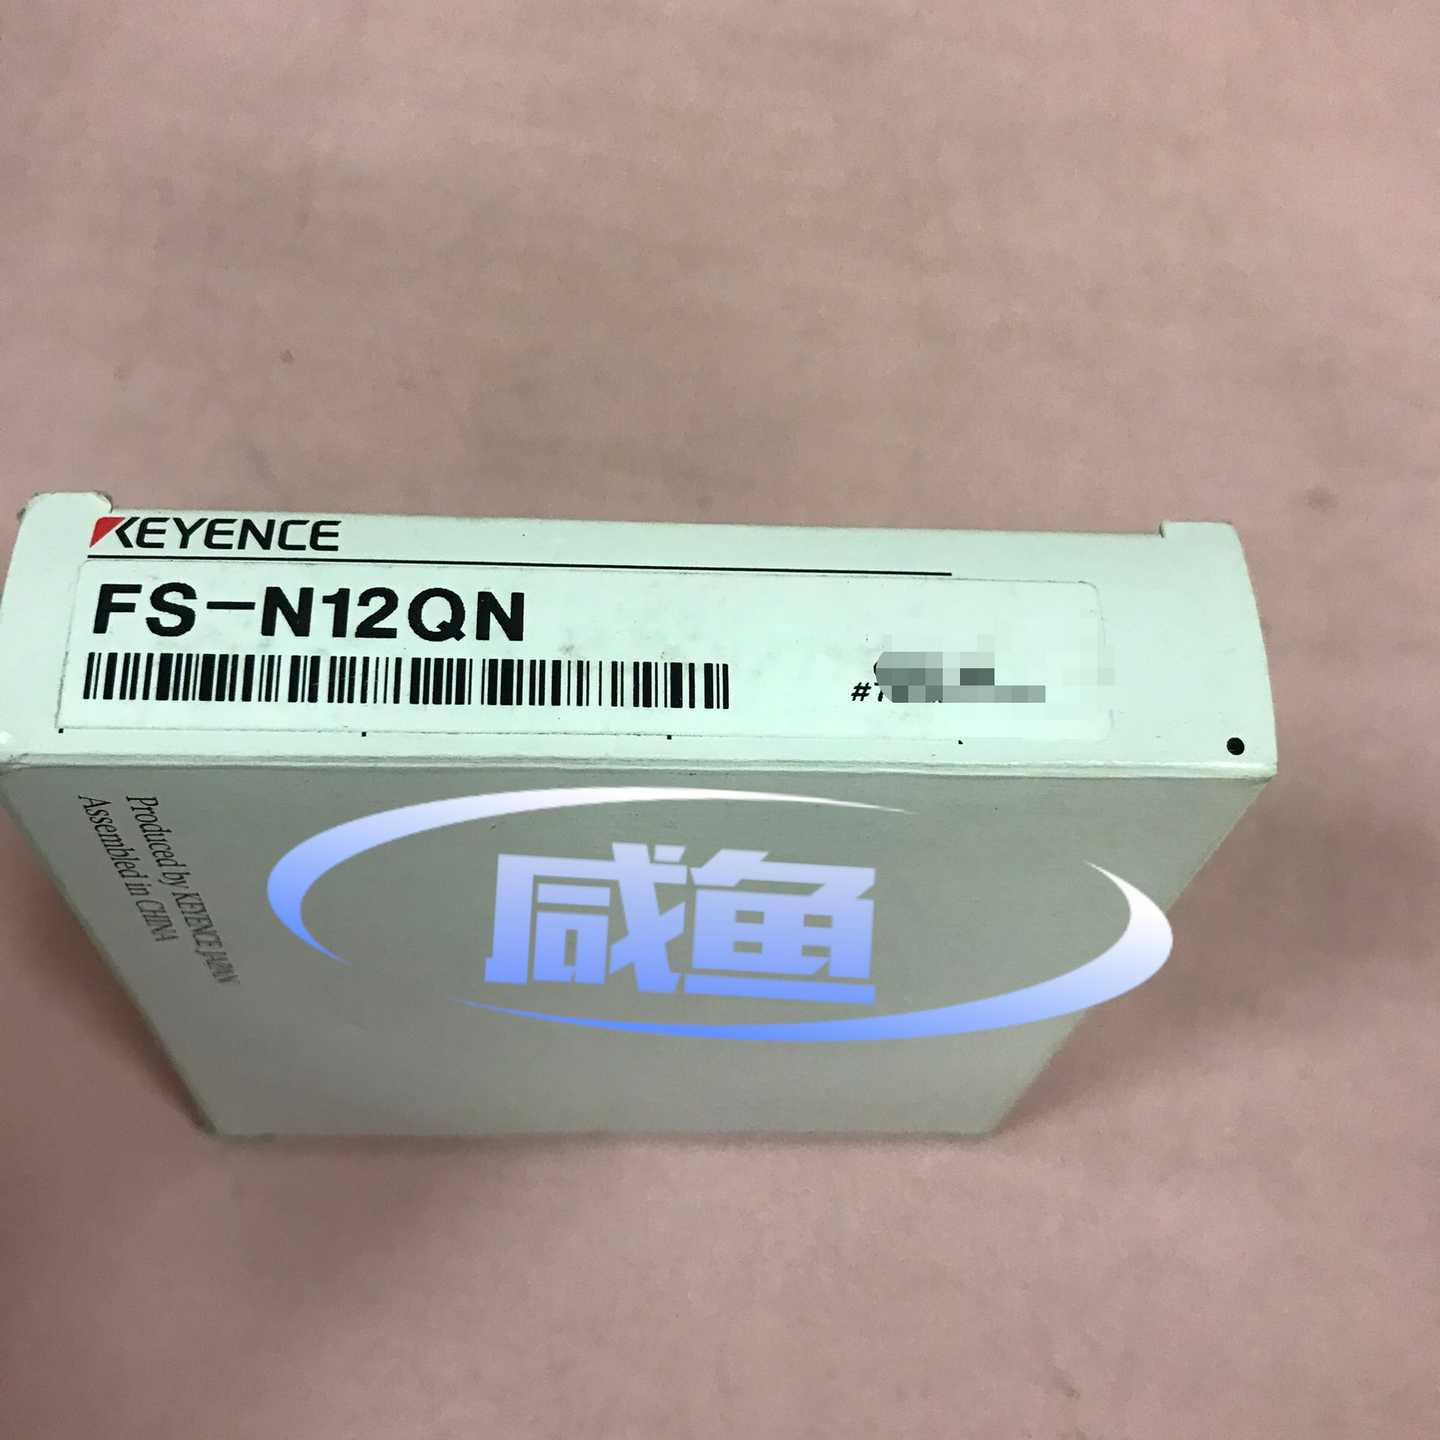 KEYENCE
FS-N12QN
Produced by KEYENCE JAPAN
Assembled in CHINA
咸鱼